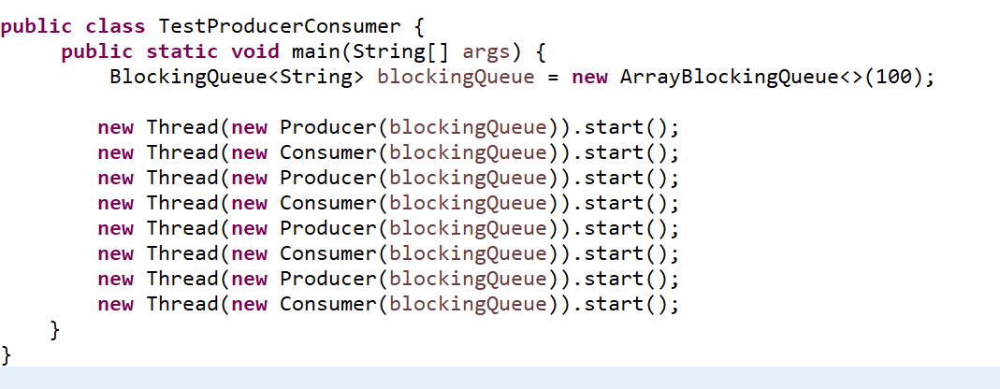 public class TestProducerConsumer {
     public static void main(String[] args) {
         BlockingQueue<String> blockingQueue = new ArrayBlockingQueue<>(100);

        new Thread(new Producer(blockingQueue)).start();
        new Thread(new Consumer(blockingQueue)).start();
        new Thread(new Producer(blockingQueue)).start();
        new Thread(new Consumer(blockingQueue)).start();
        new Thread(new Producer(blockingQueue)).start();
        new Thread(new Consumer(blockingQueue)).start();
        new Thread(new Producer(blockingQueue)).start();
        new Thread(new Consumer(blockingQueue)).start();
    }
}